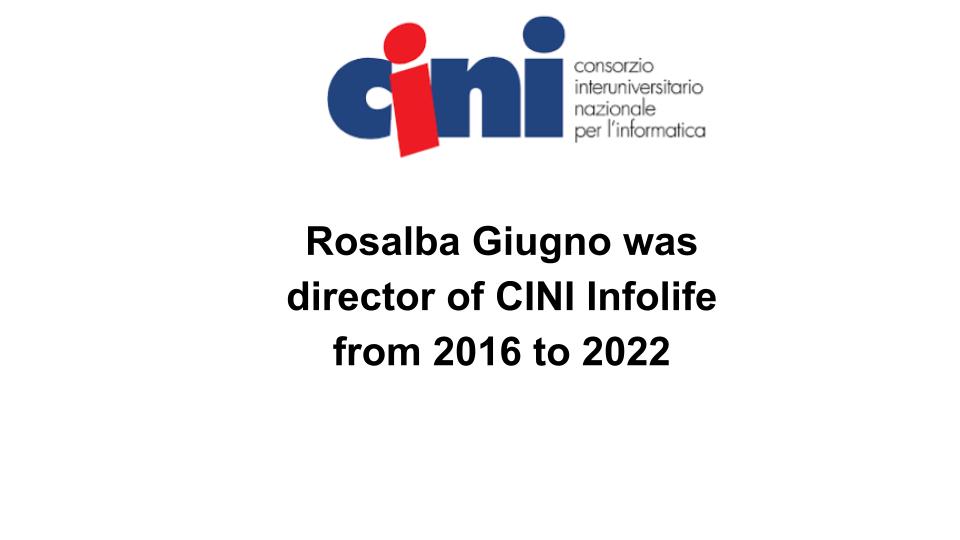 cini
consorzio
interuniversitario
nazionale
per l'informatica
Rosalba Giugno was
director of CINI Infolife
from 2016 to 2022